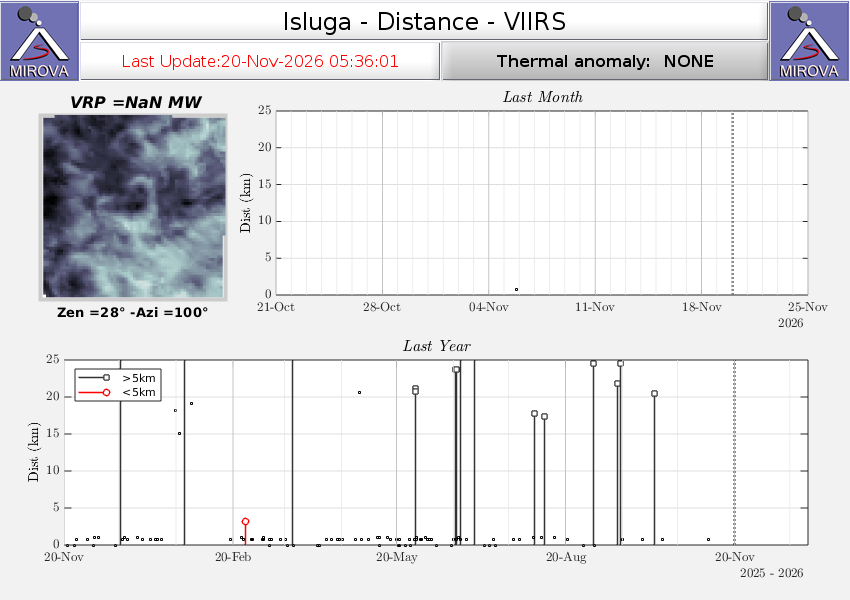 MIROVA
Isluga - Distance - VIIRS
MIROVA
Last Update:20-Nov-2026 05:36:01
Thermal anomaly: NONE
VRP =NaN MW
Zen =28° -Azi =100°
Last Month
Dist (km)
25
20
15
10
5
0
21-Oct
28-Oct
04-Nov
11-Nov
18-Nov
25-Nov
2026
Last Year
Dist (km)
25
20
15
10
5
0
>5km
<5km
20-Nov
20-Feb
20-May
20-Aug
20-Nov
2025 - 2026